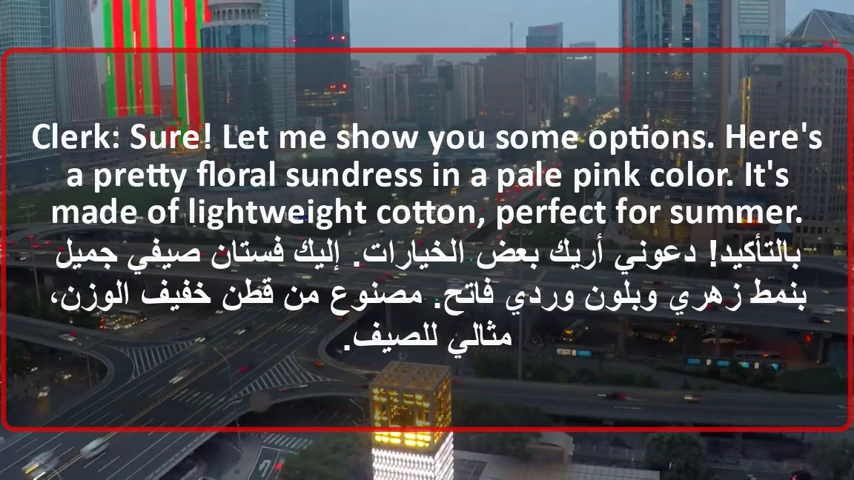 Clerk: Sure! Let me show you some options. Here's
a pretty floral sundress in a pale pink color. It's
made of lightweight cotton, perfect for summer.
بالتأكيد! دعوني أريك بعض الخيارات. إليك فستان صيفي جميل
بنمط زهري وبلون وردي فاتح. مصنوع من قطن خفيف الوزن،
مثالي للصيف.